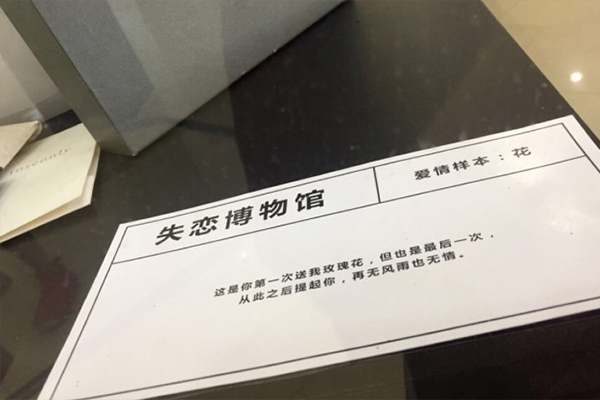 roseonly
失恋博物馆
爱情样本：花
这是你第一次送我玫瑰花，但也是最后一次，
从此之后提起你，再无风雨也无情。